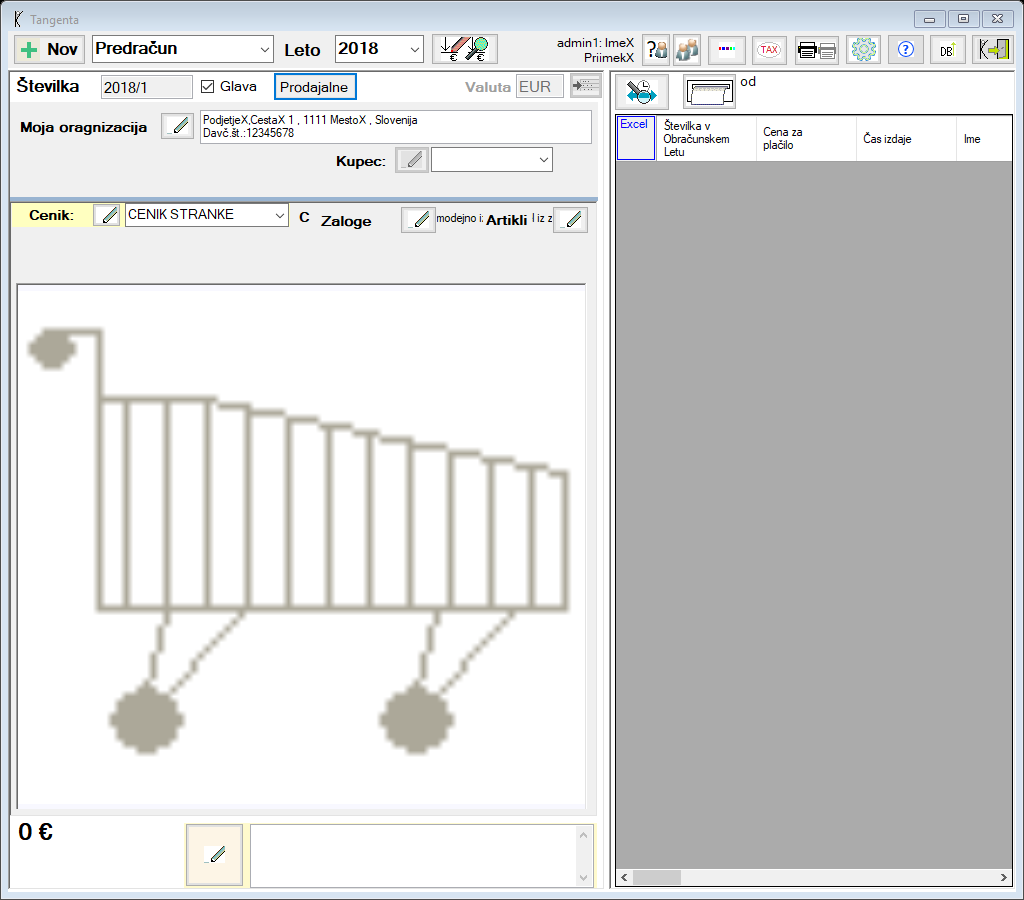 Tangenta
Nov
Predračun
Leto
2018
€
€
admin1: ImeX
PriimekX
TAX
?
DB
Številka
2018/1
Glava
Prodajalne
Valuta
EUR
Moja oragnizacija
PodjetjeX,CestaX 1 , 1111 MestoX , Slovenija
Davč.št.:12345678
Kupec:
Cenik:
CENIK STRANKE
C
Zaloge
modejno i:
Artikli
l iz z
0 €
od
Excel
Številka v
Obračunskem
Letu
Cena za
plačilo
Čas izdaje
Ime